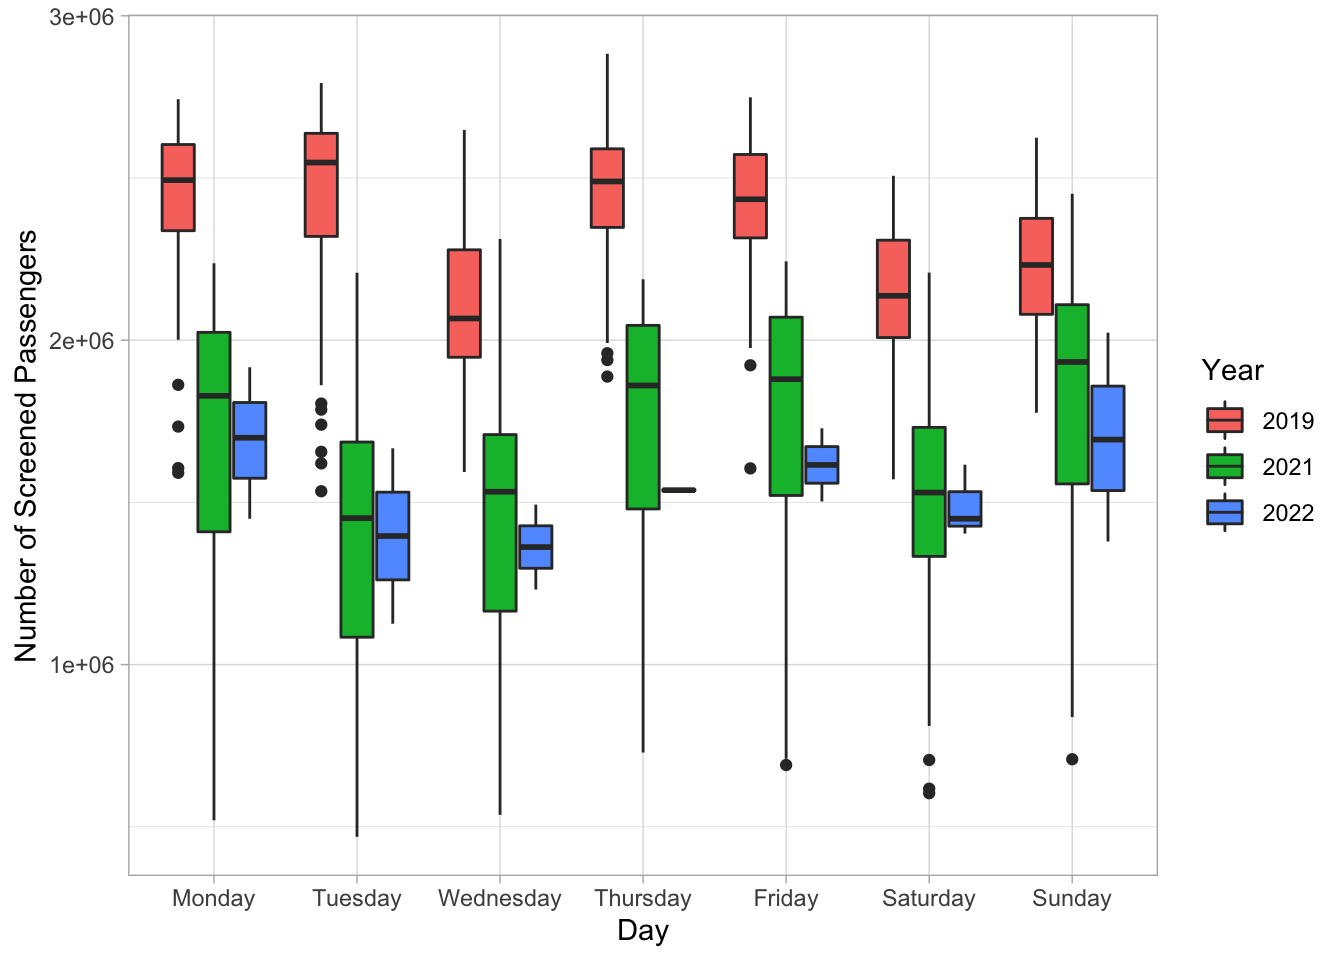 Number of Screened Passengers
3e+06
2e+06
1e+06
Monday Tuesday Wednesday Thursday Friday Saturday Sunday
Day
Year
2019
2021
2022